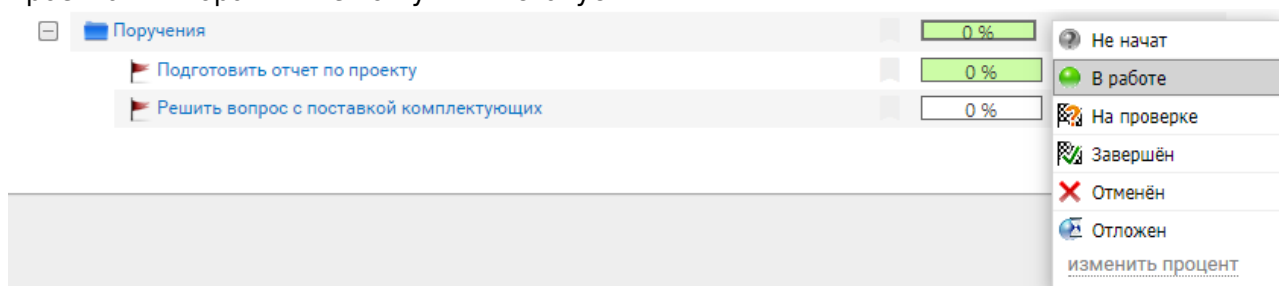 Поручения 0 %
Подготовить отчет по проекту 0 %
Решить вопрос с поставкой комплектующих 0 %
Не начат
В работе
На проверке
Завершён
Отменён
Отложен
изменить процент